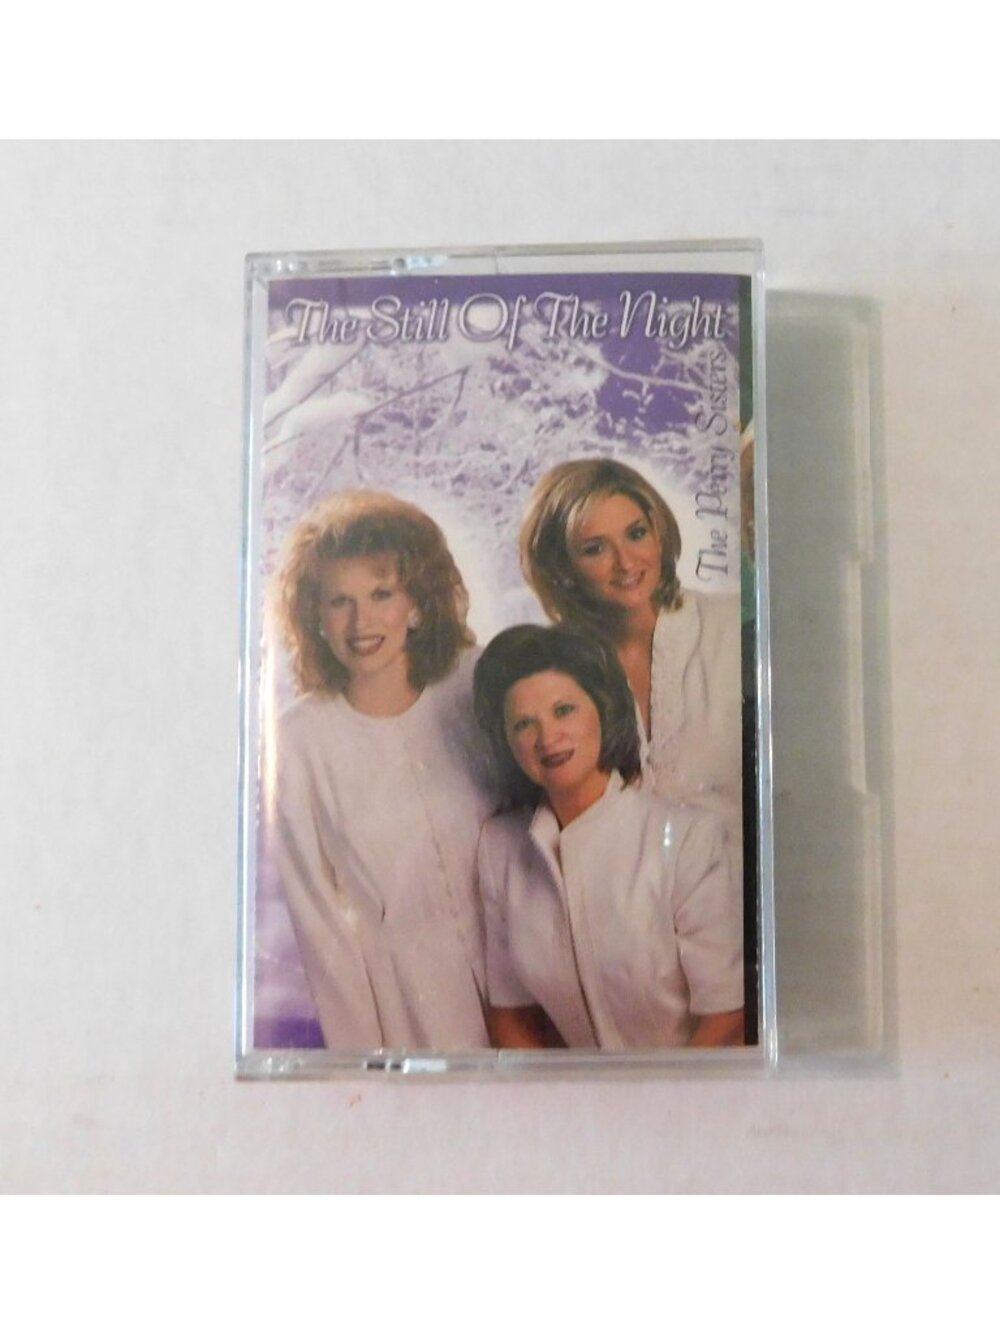 The Still Of The Night
The Perry Sisters